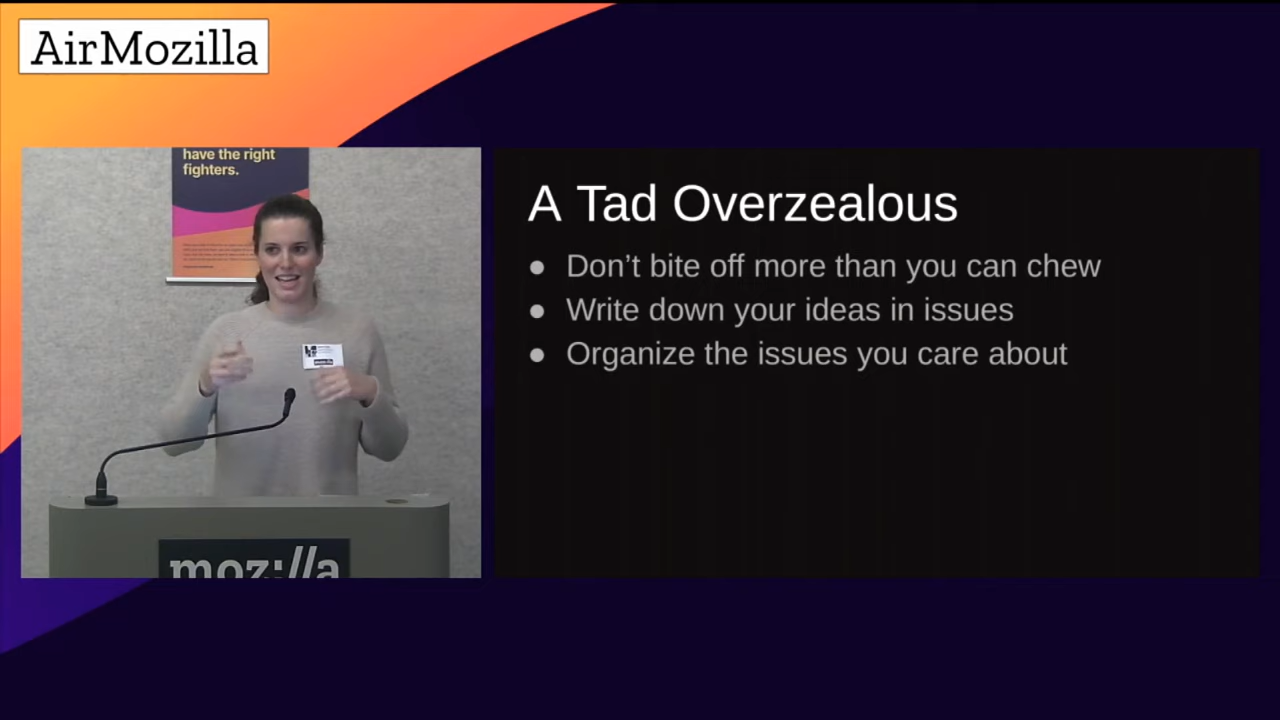 AirMozilla
have the right
fighters.
moz://a
A Tad Overzealous
● Don’t bite off more than you can chew
● Write down your ideas in issues
● Organize the issues you care about